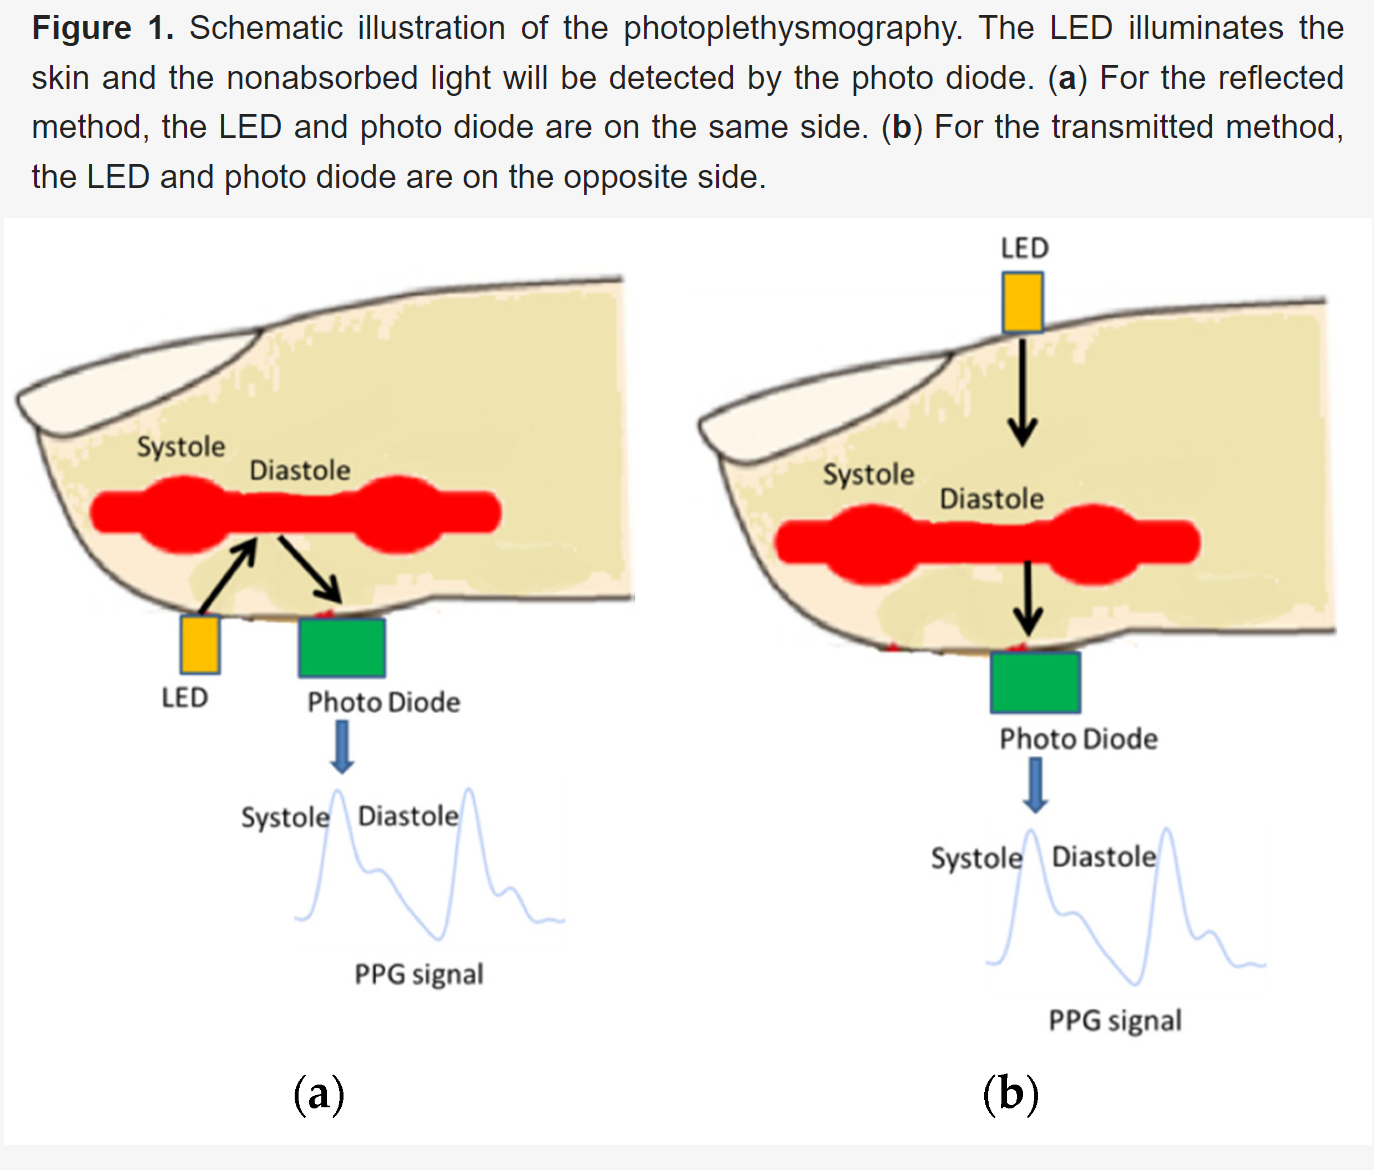 Figure 1. Schematic illustration of the photoplethysmography. The LED illuminates the
skin and the nonabsorbed light will be detected by the photo diode. (a) For the reflected
method, the LED and photo diode are on the same side. (b) For the transmitted method,
the LED and photo diode are on the opposite side.
Systole
Diastole
LED
Photo Diode
Systole
Diastole
PPG signal
(a)
LED
Systole
Diastole
Photo Diode
Systole
Diastole
PPG signal
(b)